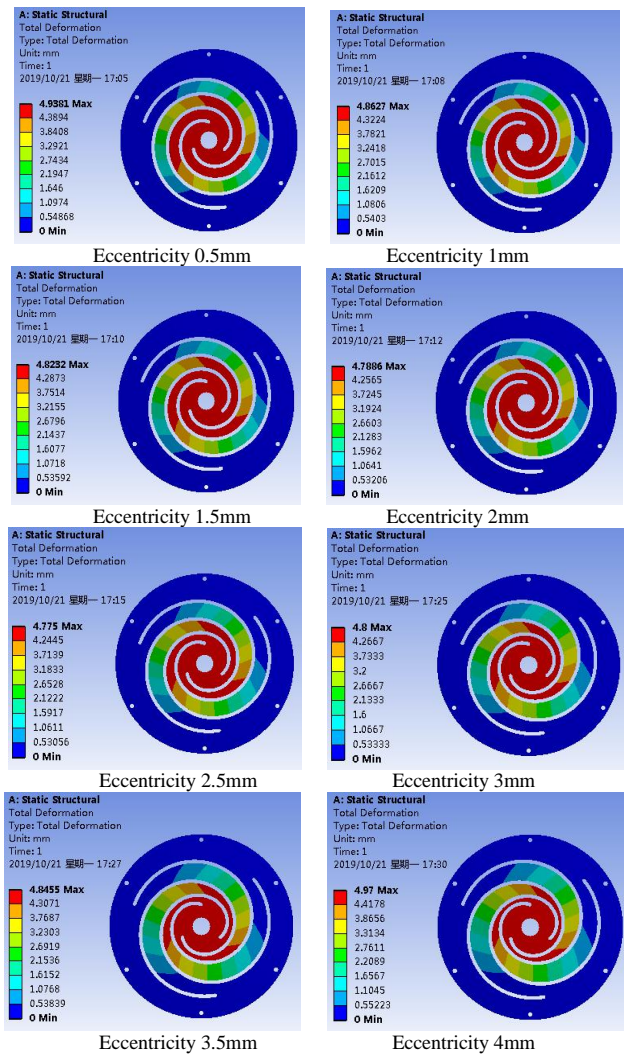 A: Static Structural
Total Deformation
Type: Total Deformation
Unit: mm
Time: 1
2019/10/21 星期一 17:05
4.9381 Max
4.3894
3.8408
3.2921
2.7434
2.1947
1.646
1.0974
0.54868
0 Min
Eccentricity 0.5mm
A: Static Structural
Total Deformation
Type: Total Deformation
Unit: mm
Time: 1
2019/10/21 星期一 17:08
4.8627 Max
4.3224
3.7821
3.2418
2.7015
2.1612
1.6209
1.0806
0.5403
0 Min
Eccentricity 1mm
A: Static Structural
Total Deformation
Type: Total Deformation
Unit: mm
Time: 1
2019/10/21 星期一 17:10
4.8232 Max
4.2873
3.7514
3.2155
2.6796
2.1437
1.6077
1.0718
0.53592
0 Min
Eccentricity 1.5mm
A: Static Structural
Total Deformation
Type: Total Deformation
Unit: mm
Time: 1
2019/10/21 星期一 17:12
4.7886 Max
4.2565
3.7245
3.1924
2.6603
2.1283
1.5962
1.0641
0.53206
0 Min
Eccentricity 2mm
A: Static Structural
Total Deformation
Type: Total Deformation
Unit: mm
Time: 1
2019/10/21 星期一 17:15
4.775 Max
4.2445
3.7139
3.1833
2.6528
2.1222
1.5917
1.0611
0.53056
0 Min
Eccentricity 2.5mm
A: Static Structural
Total Deformation
Type: Total Deformation
Unit: mm
Time: 1
2019/10/21 星期一 17:25
4.8 Max
4.2667
3.7333
3.2
2.6667
2.1333
1.6
1.0667
0.53333
0 Min
Eccentricity 3mm
A: Static Structural
Total Deformation
Type: Total Deformation
Unit: mm
Time: 1
2019/10/21 星期一 17:27
4.8455 Max
4.3071
3.7687
3.2303
2.6919
2.1536
1.6152
1.0768
0.53839
0 Min
Eccentricity 3.5mm
A: Static Structural
Total Deformation
Type: Total Deformation
Unit: mm
Time: 1
2019/10/21 星期一 17:30
4.97 Max
4.4178
3.8656
3.3134
2.7611
2.2089
1.6567
1.1045
0.55223
0 Min
Eccentricity 4mm